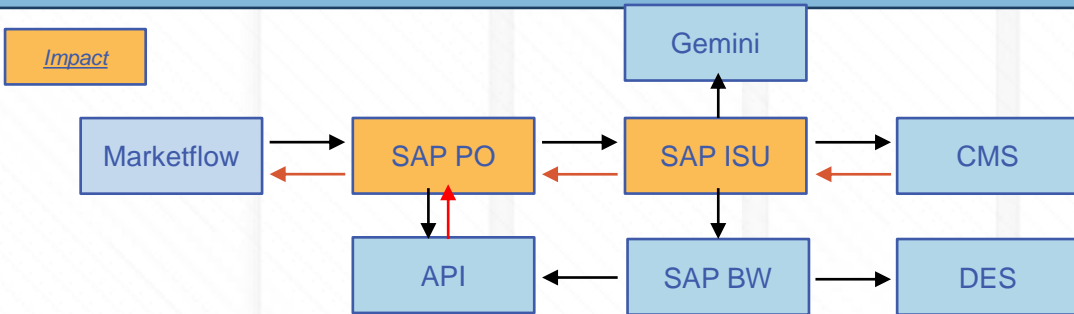 Gemini
Impact
Marketflow
SAP PO
SAP ISU
CMS
API
SAP BW
DES